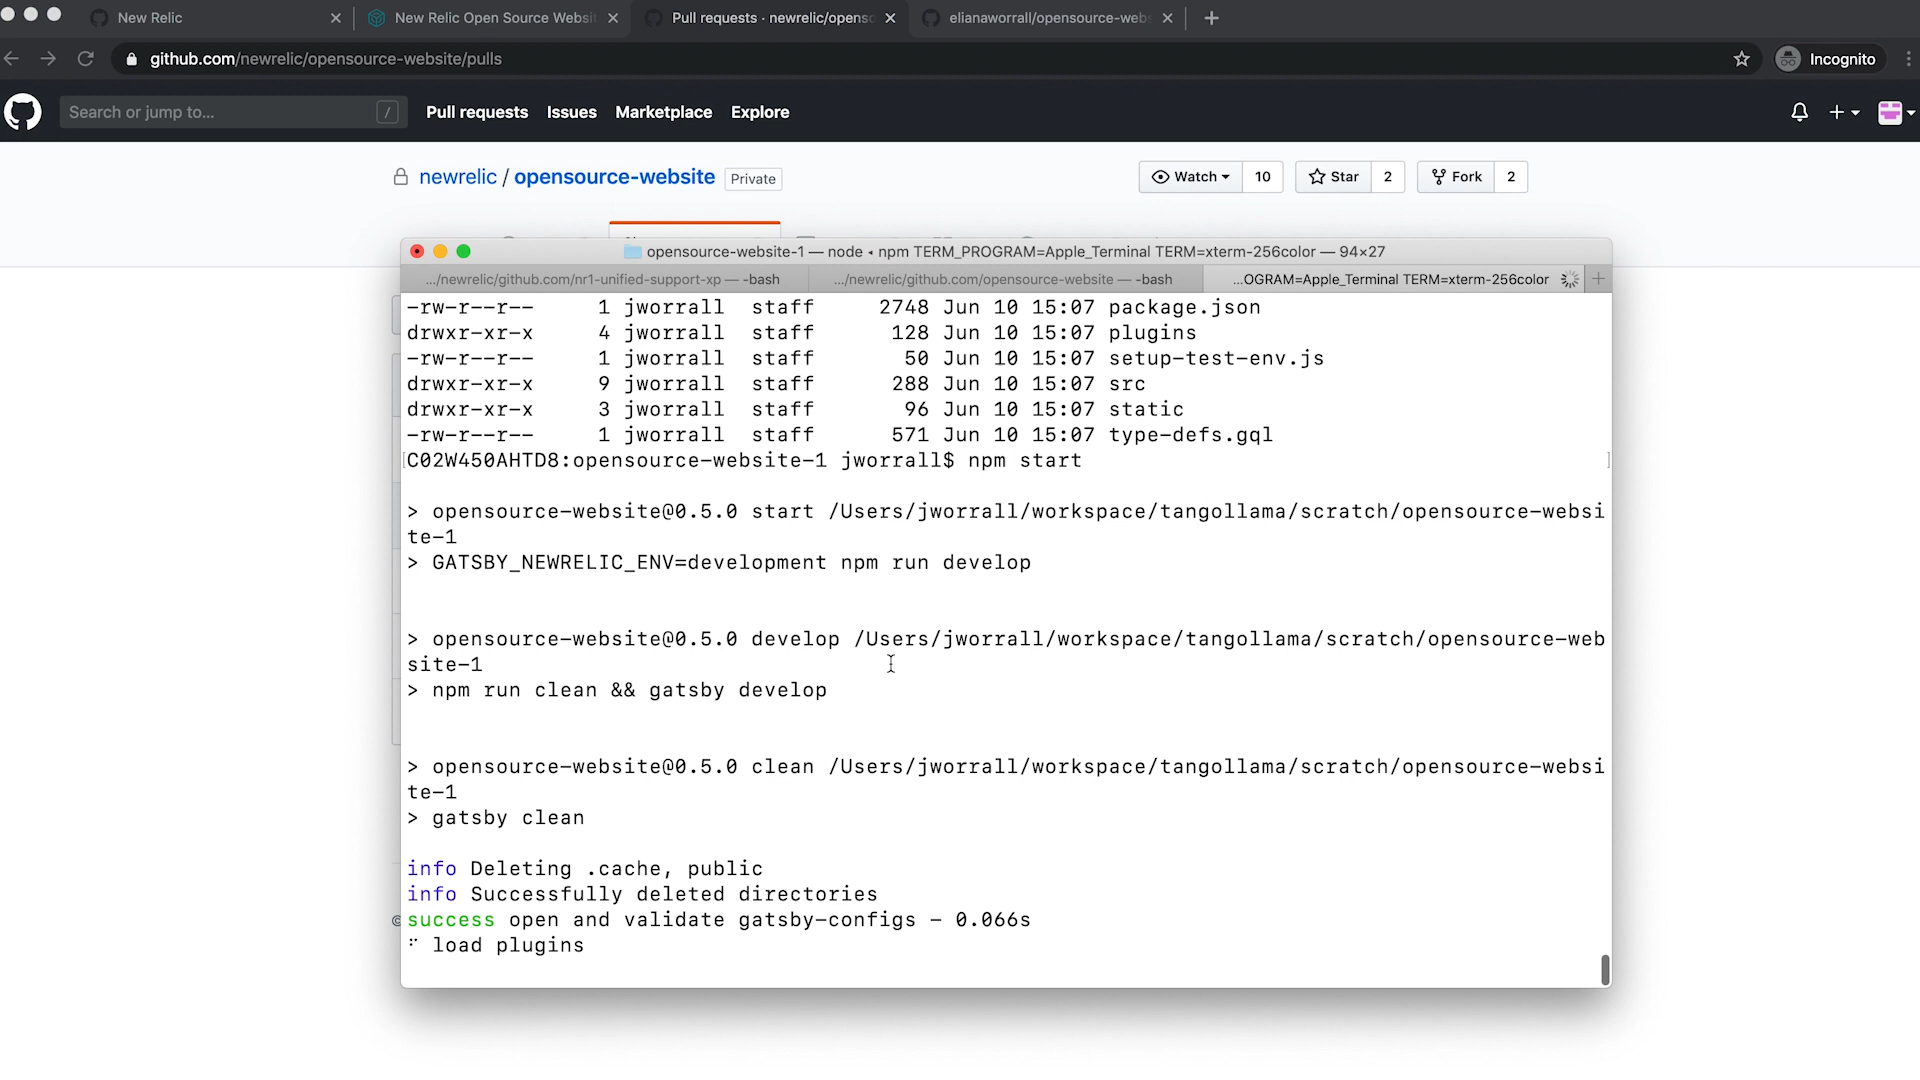 New Relic
New Relic Open Source Websit
Pull requests · newrelic/openso
elianaworrall/opensource-webs
github.com/newrelic/opensource-website/pulls
Incognito
Search or jump to...
/
Pull requests
Issues
Marketplace
Explore
newrelic / opensource-website
Private
Watch
10
Star
2
Fork
2
opensource-website-1 — node ◂ npm TERM_PROGRAM=Apple_Terminal TERM=xterm-256color — 94×27
.../newrelic/github.com/nr1-unified-support-xp — -bash
.../newrelic/github.com/opensource-website — -bash
...OGRAM=Apple_Terminal TERM=xterm-256color
-rw-r--r-- 1 jworrall staff 2748 Jun 10 15:07 package.json
drwxr-xr-x 4 jworrall staff 128 Jun 10 15:07 plugins
-rw-r--r-- 1 jworrall staff 50 Jun 10 15:07 setup-test-env.js
drwxr-xr-x 9 jworrall staff 288 Jun 10 15:07 src
drwxr-xr-x 3 jworrall staff 96 Jun 10 15:07 static
-rw-r--r-- 1 jworrall staff 571 Jun 10 15:07 type-defs.gql
[C02W450AHTD8:opensource-website-1 jworrall$ npm start ]
> opensource-website@0.5.0 start /Users/jworrall/workspace/tangollama/scratch/opensource-websi
te-1
> GATSBY_NEWRELIC_ENV=development npm run develop
> opensource-website@0.5.0 develop /Users/jworrall/workspace/tangollama/scratch/opensource-web
site-1
> npm run clean && gatsby develop
> opensource-website@0.5.0 clean /Users/jworrall/workspace/tangollama/scratch/opensource-websi
te-1
> gatsby clean
info Deleting .cache, public
info Successfully deleted directories
©
success open and validate gatsby-configs - 0.066s
load plugins